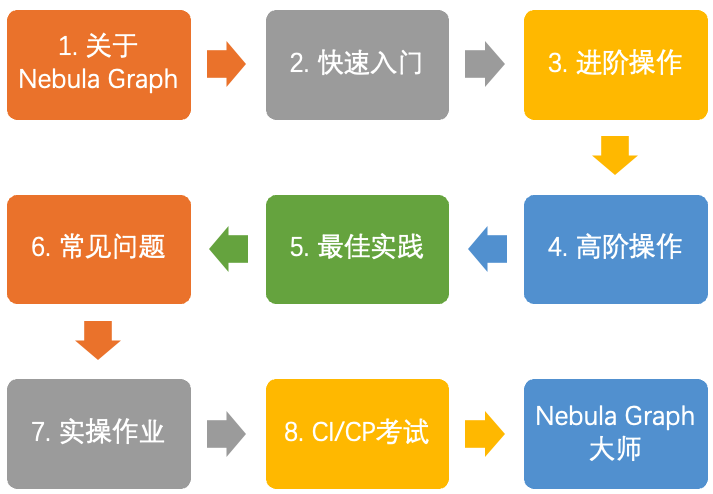 1. 关于
Nebula Graph
2. 快速入门
3. 进阶操作
4. 高阶操作
5. 最佳实践
6. 常见问题
7. 实操作业
8. CI/CP考试
Nebula Graph
大师